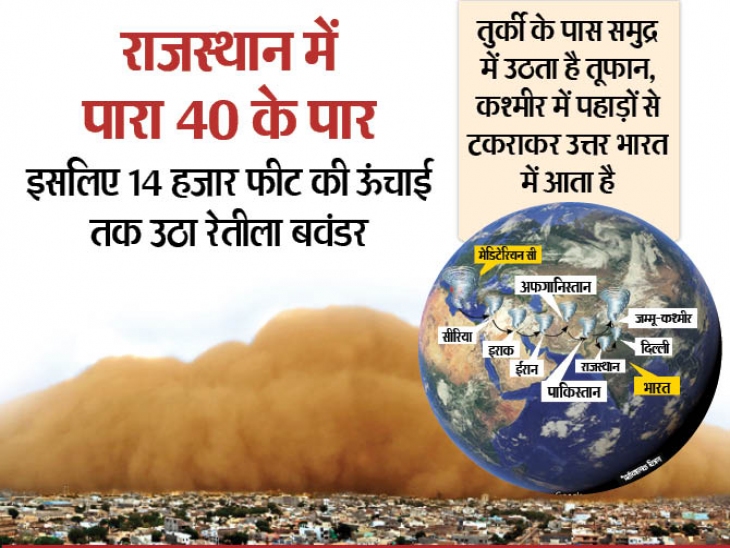 राजस्थान में
पारा 40 के पार
इसलिए 14 हजार फीट की ऊंचाई
तक उठा रेतीला बवंडर
तुर्की के पास समुद्र
में उठता है तूफान,
कश्मीर में पहाड़ों से
टकराकर उत्तर भारत
में आता है
मेडिटेरियन सी
अफगानिस्तान
सीरिया
जम्मू-कश्मीर
इराक
दिल्ली
ईरान
राजस्थान
पाकिस्तान
भारत